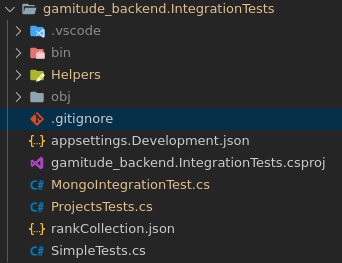 gamitude_backend.IntegrationTests
.vscode
bin
Helpers
obj
.gitignore
appsettings.Development.json
gamitude_backend.IntegrationTests.csproj
MongoIntegrationTest.cs
ProjectsTests.cs
rankCollection.json
SimpleTests.cs